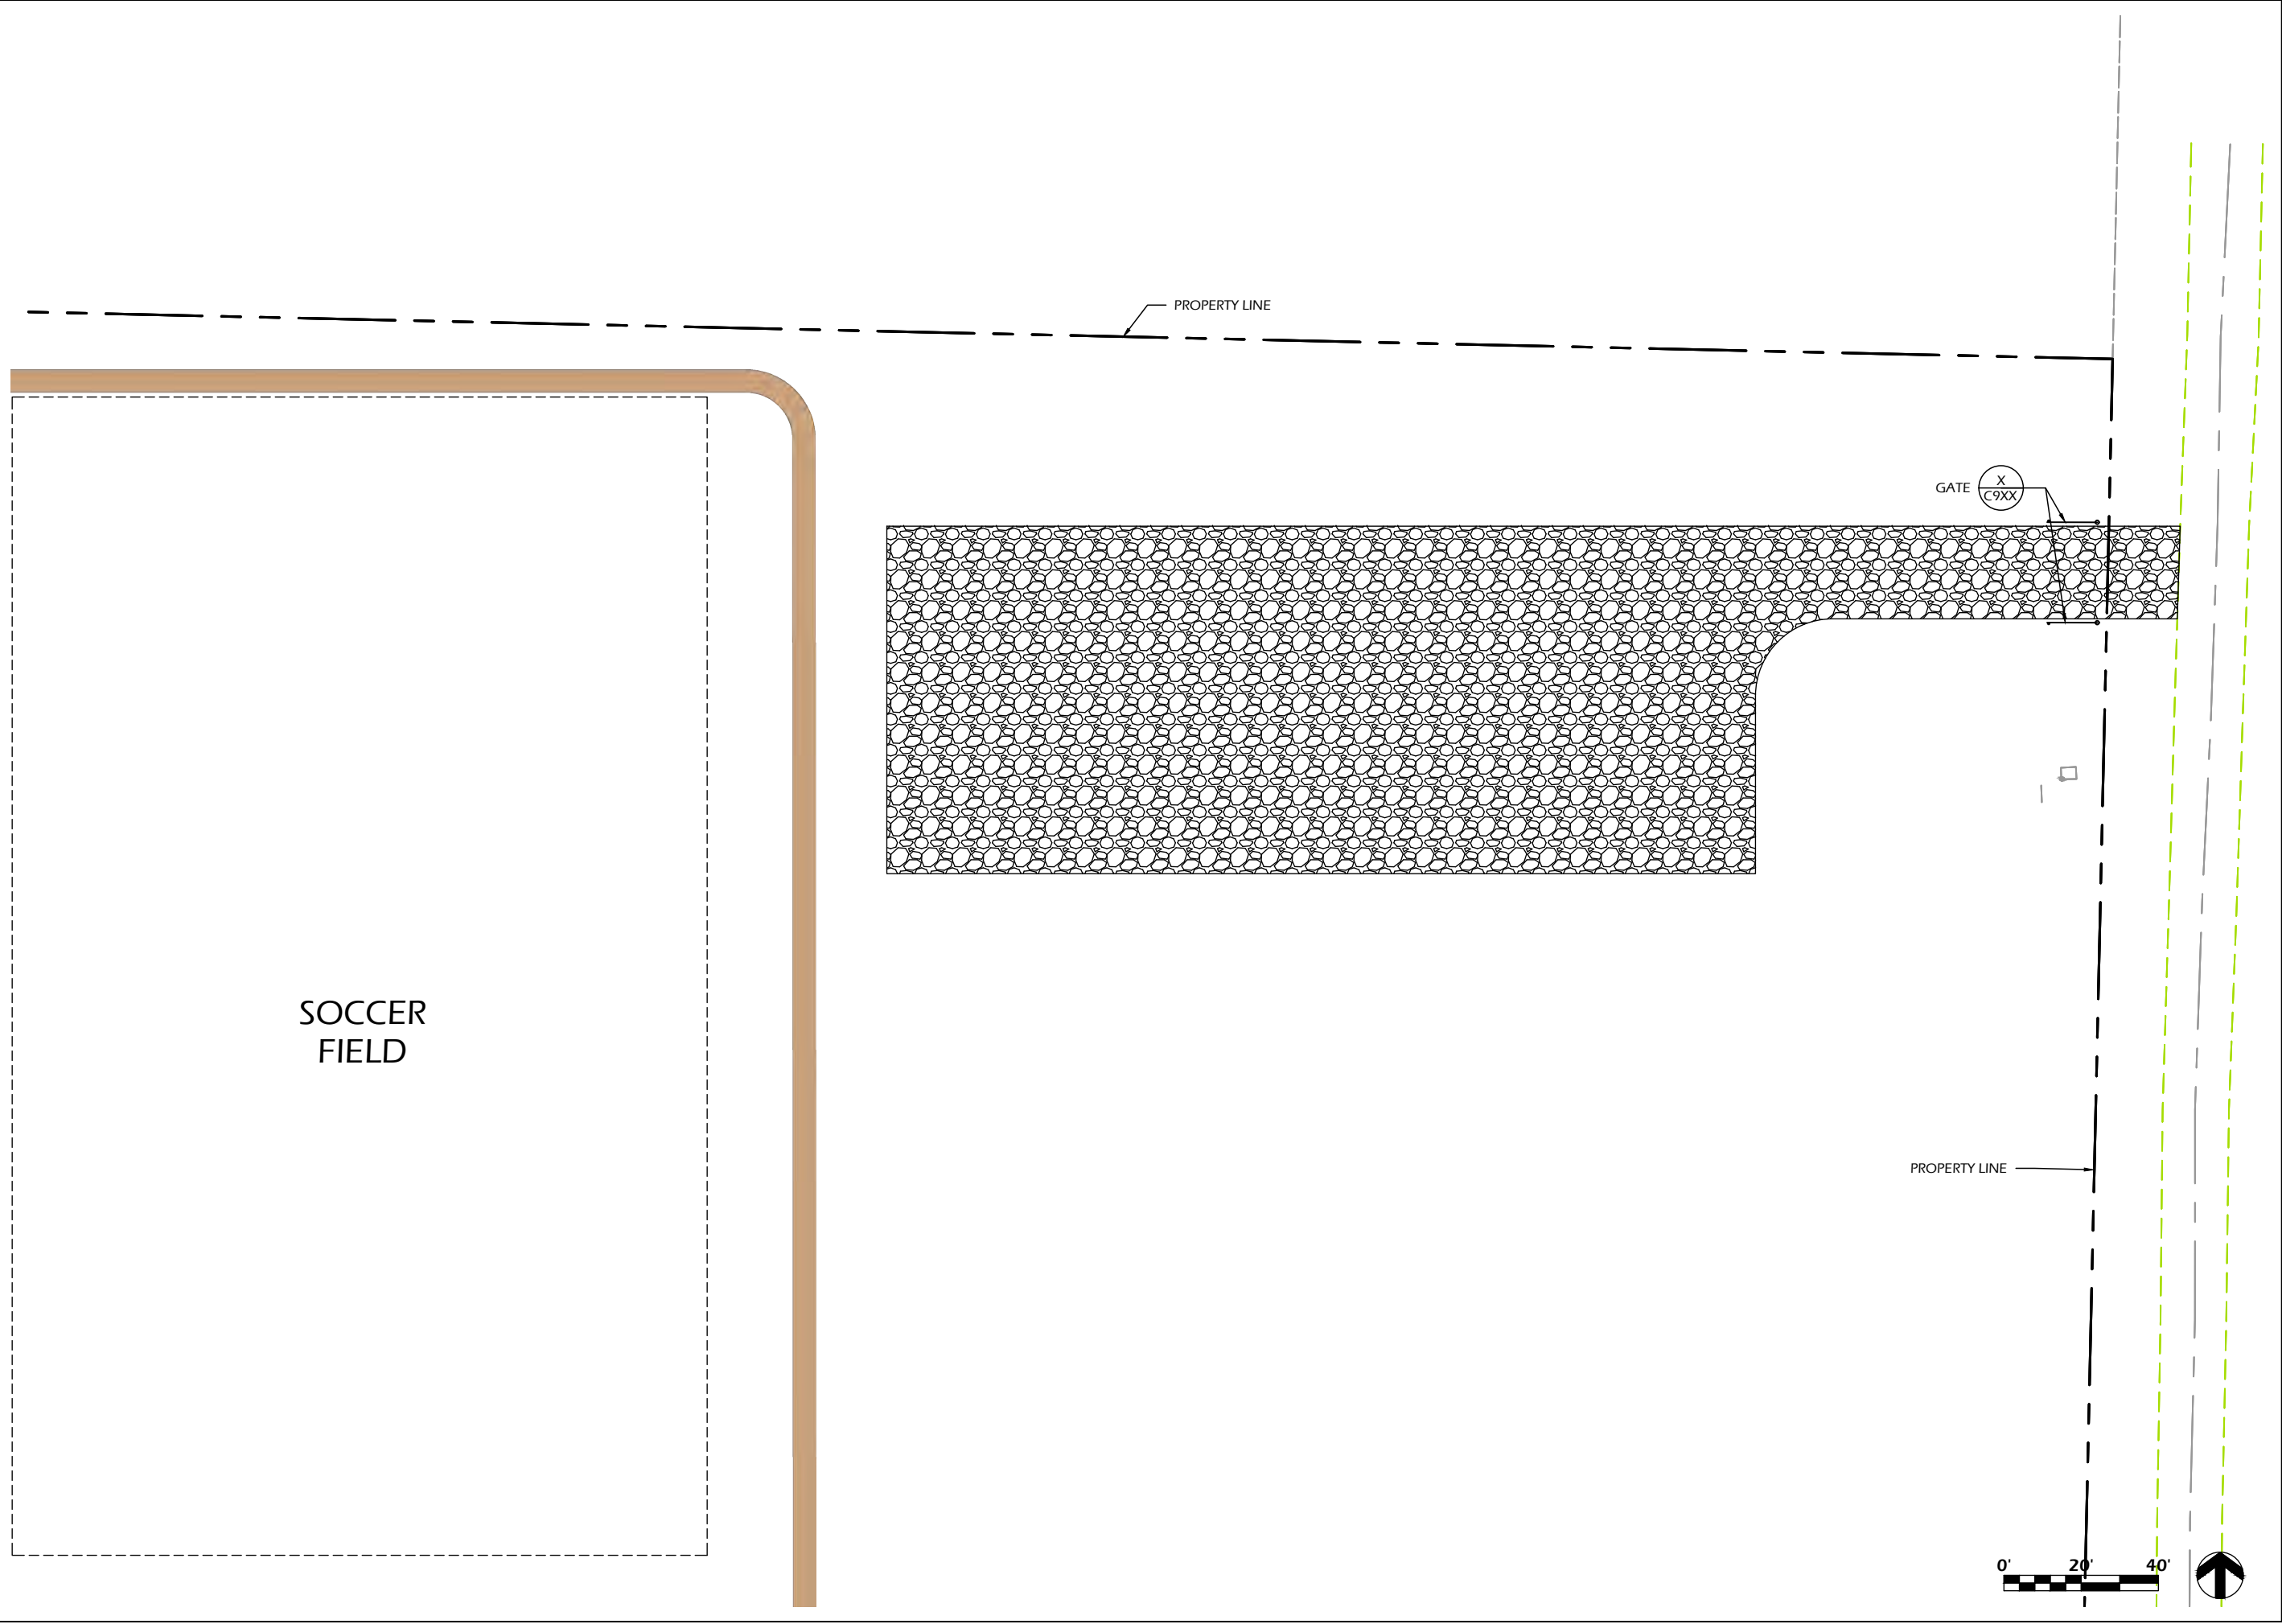 PROPERTY LINE
GATE
X
C9XX
SOCCER
FIELD
PROPERTY LINE
0' 20' 40'